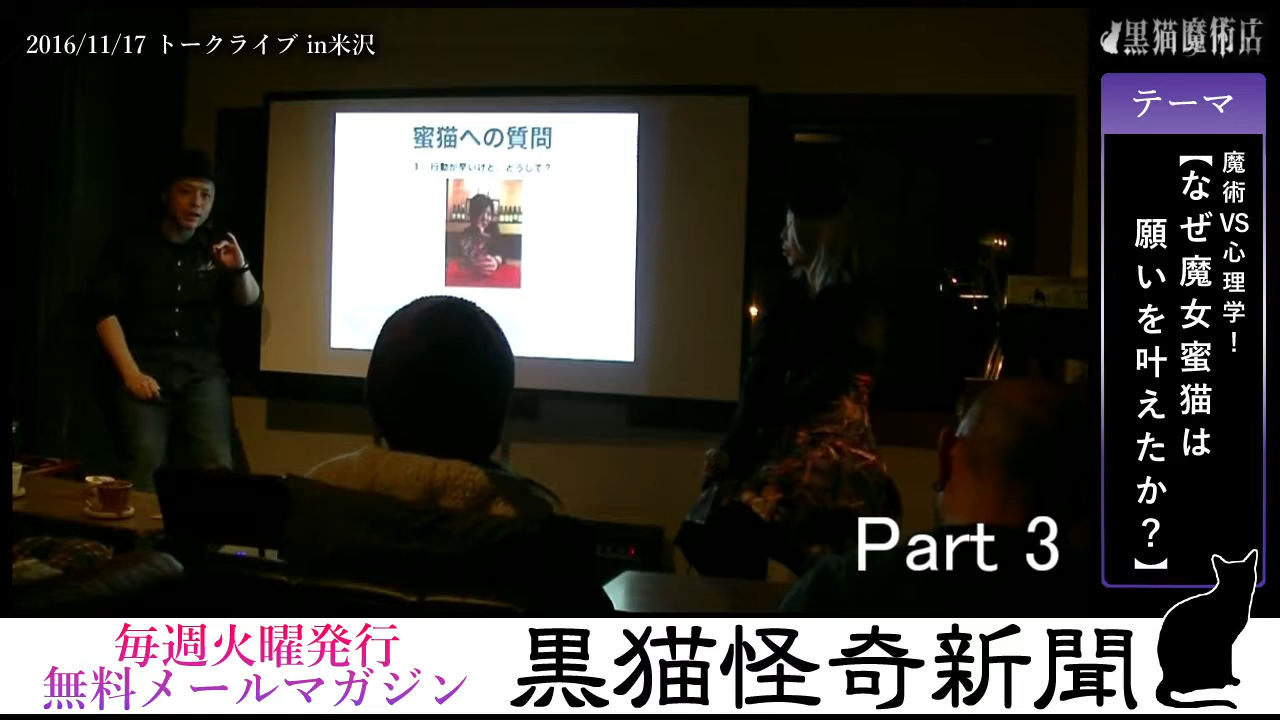 2016/11/17 トークライブ in米沢
黒猫魔術店
蜜猫への質問
1. 行動が早いけど、どうして？
テーマ
魔術VS心理学！
【なぜ魔女蜜猫は
願いを叶えたか？】
Part 3
毎週火曜発行
無料メールマガジン
黒猫怪奇新聞